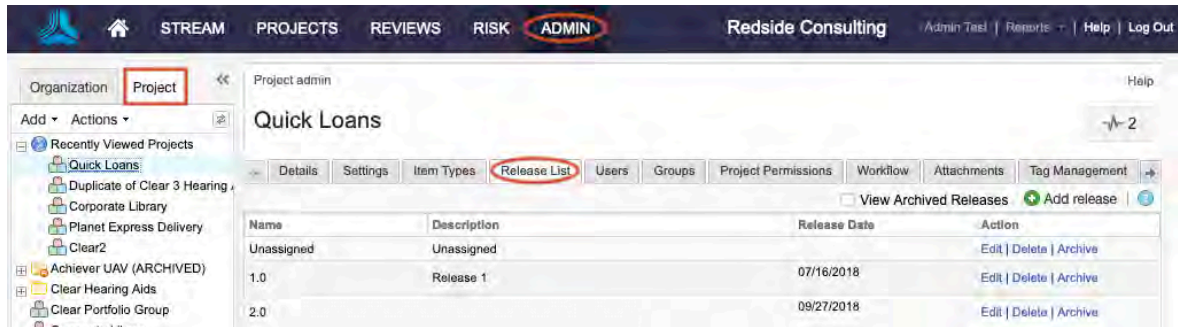 STREAM PROJECTS REVIEWS RISK ADMIN Redside Consulting Admin Test | Reports | Help | Log Out
Organization Project
Project admin Help
Add Actions
Quick Loans 2
Recently Viewed Projects
Quick Loans
Details Settings Item Types Release List Users Groups Project Permissions Workflow Attachments Tag Management
Duplicate of Clear 3 Hearing
View Archived Releases Add release
Corporate Library
Planet Express Delivery
Name Description Release Date Action
Clear2
Unassigned Unassigned Edit | Delete | Archive
Achiever UAV (ARCHIVED)
1.0 Release 1 07/16/2018 Edit | Delete | Archive
Clear Hearing Aids
Clear Portfolio Group
2.0 09/27/2018 Edit | Delete | Archive